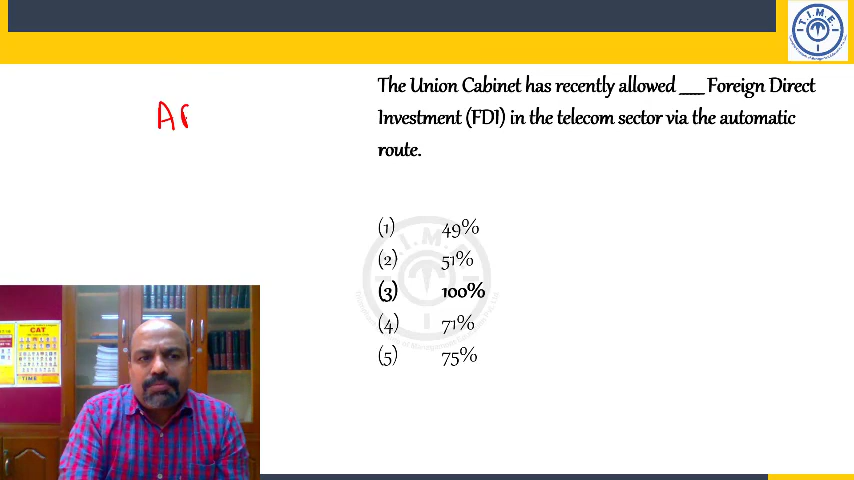 T.I.M.E.
The Union Cabinet has recently allowed ___ Foreign Direct
Investment (FDI) in the telecom sector via the automatic
route.
(1) 49%
(2) 51%
(3) 100%
(4) 71%
(5) 75%
CAT
TIME